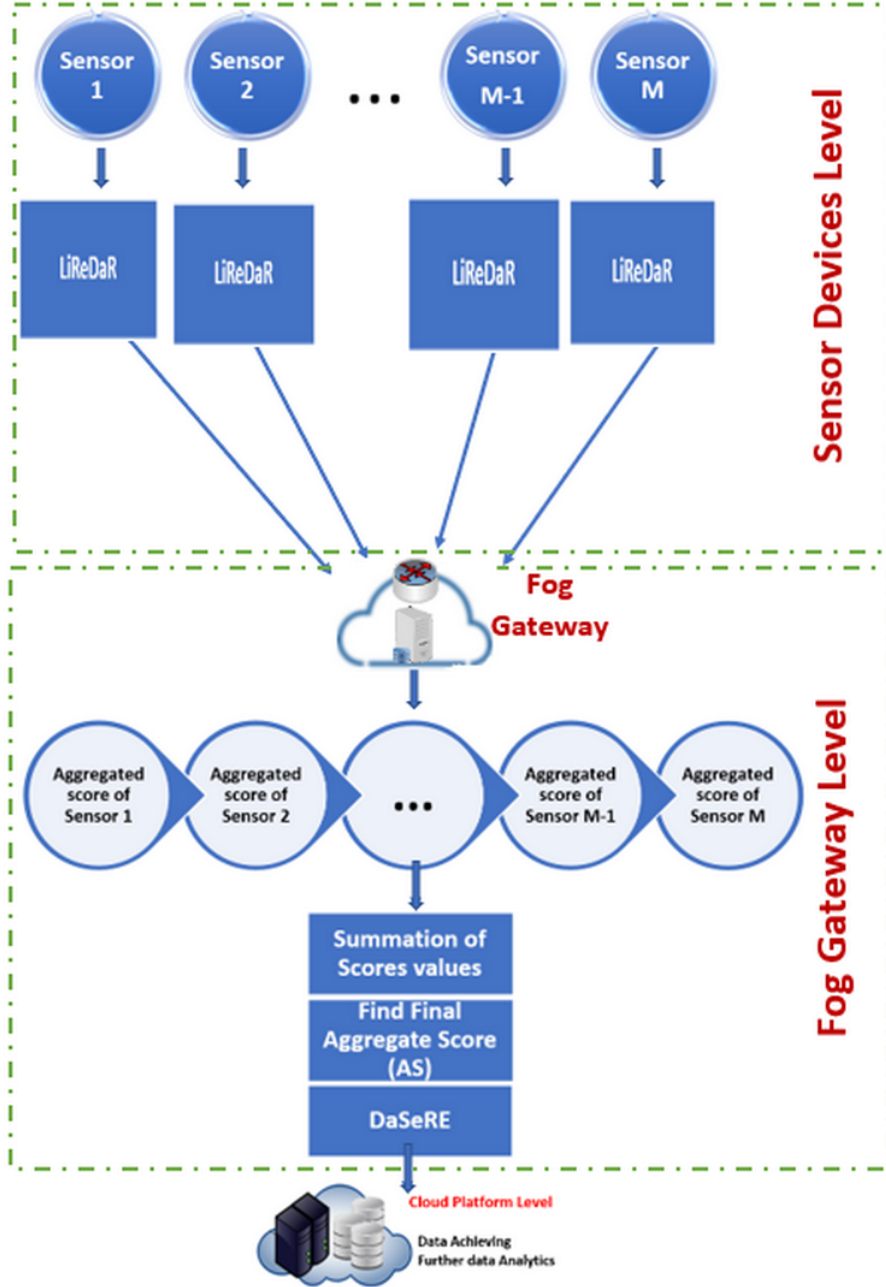 Sensor
1
Sensor
2
...
Sensor
M-1
Sensor
M
LiReDaR
LiReDaR
LiReDaR
LiReDaR
Sensor Devices Level
Fog
Gateway
Aggregated
score of
Sensor 1
Aggregated
score of
Sensor 2
...
Aggregated
score of
Sensor M-1
Aggregated
score of
Sensor M
Fog Gateway Level
Summation of
Scores values
Find Final
Aggregate Score
(AS)
DaSeRE
Cloud Platform Level
Data Achieving
Further data Analytics